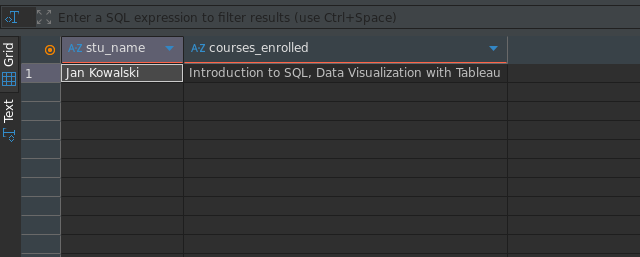 Enter a SQL expression to filter results (use Ctrl+Space)
Grid
Text
A-Z stu_name A-Z courses_enrolled
1 Jan Kowalski Introduction to SQL, Data Visualization with Tableau